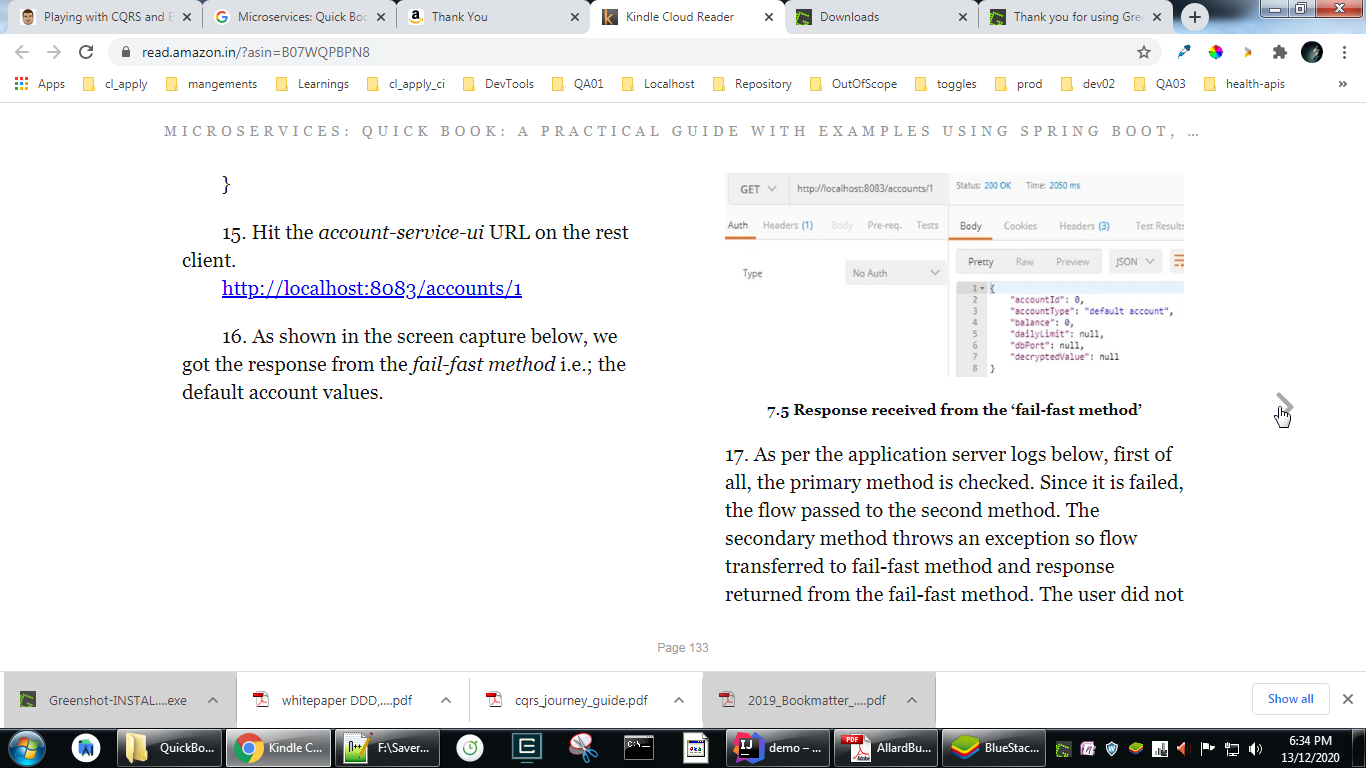 Playing with CQRS and E
Microservices: Quick Boo
Thank You
Kindle Cloud Reader
Downloads
Thank you for using Gre
read.amazon.in/?asin=B07WQPBPN8
Apps
cl_apply
mangements
Learnings
cl_apply_ci
DevTools
QA01
Localhost
Repository
OutOfScope
toggles
prod
dev02
QA03
health-apis
»
MICROSERVICES: QUICK BOOK: A PRACTICAL GUIDE WITH EXAMPLES USING SPRING BOOT, ...
}
15. Hit the account-service-ui URL on the rest
client.
http://localhost:8083/accounts/1
16. As shown in the screen capture below, we
got the response from the fail-fast method i.e.; the
default account values.
GET http://localhost:8083/accounts/1 Status: 200 OK Time: 2050 ms
Auth Headers (1) Body Pre-req. Tests Body Cookies Headers (3) Test Results
Type No Auth
Pretty Raw Preview JSON
1 {
2 "accountId": 0,
3 "accountType": "default account",
4 "balance": 0,
5 "dailyLimit": null,
6 "dbPort": null,
7 "decryptedValue": null
8 }
7.5 Response received from the ‘fail-fast method’
17. As per the application server logs below, first of
all, the primary method is checked. Since it is failed,
the flow passed to the second method. The
secondary method throws an exception so flow
transferred to fail-fast method and response
returned from the fail-fast method. The user did not
Page 133
Greenshot-INSTAL....exe
whitepaper DDD,....pdf
cqrs_journey_guide.pdf
2019_Bookmatter_....pdf
Show all
QuickBo...
Kindle C...
F:\Saver...
demo – ...
AllardBu...
BlueStac...
6:34 PM
13/12/2020